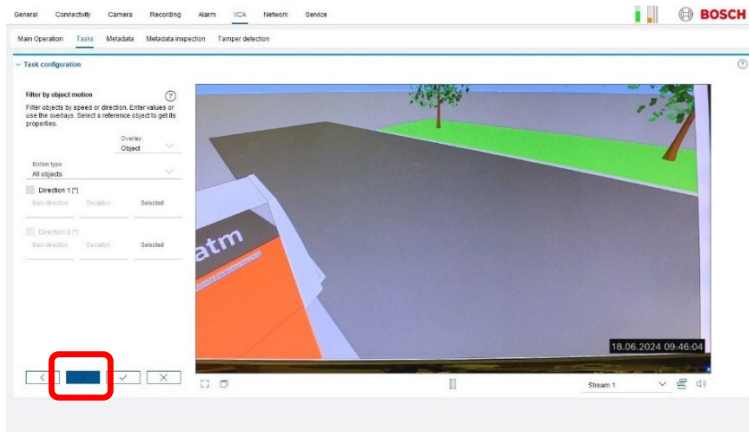 General Connectivity Camera Recording Alarm VCA Network Service
BOSCH
Main Operation Tasks Metadata Metadata inspection Tamper detection
Task configuration
Filter by object motion
Filter objects by speed or direction. Enter values or
use the overlays. Select a reference object to get its
properties.
Overlay
Object
Motion type
All objects
Direction 1 [°]
Main direction Deviation Selected
Direction 2 [°]
Main direction Deviation Selected
atm
18.06.2024 09:46:04
Stream 1